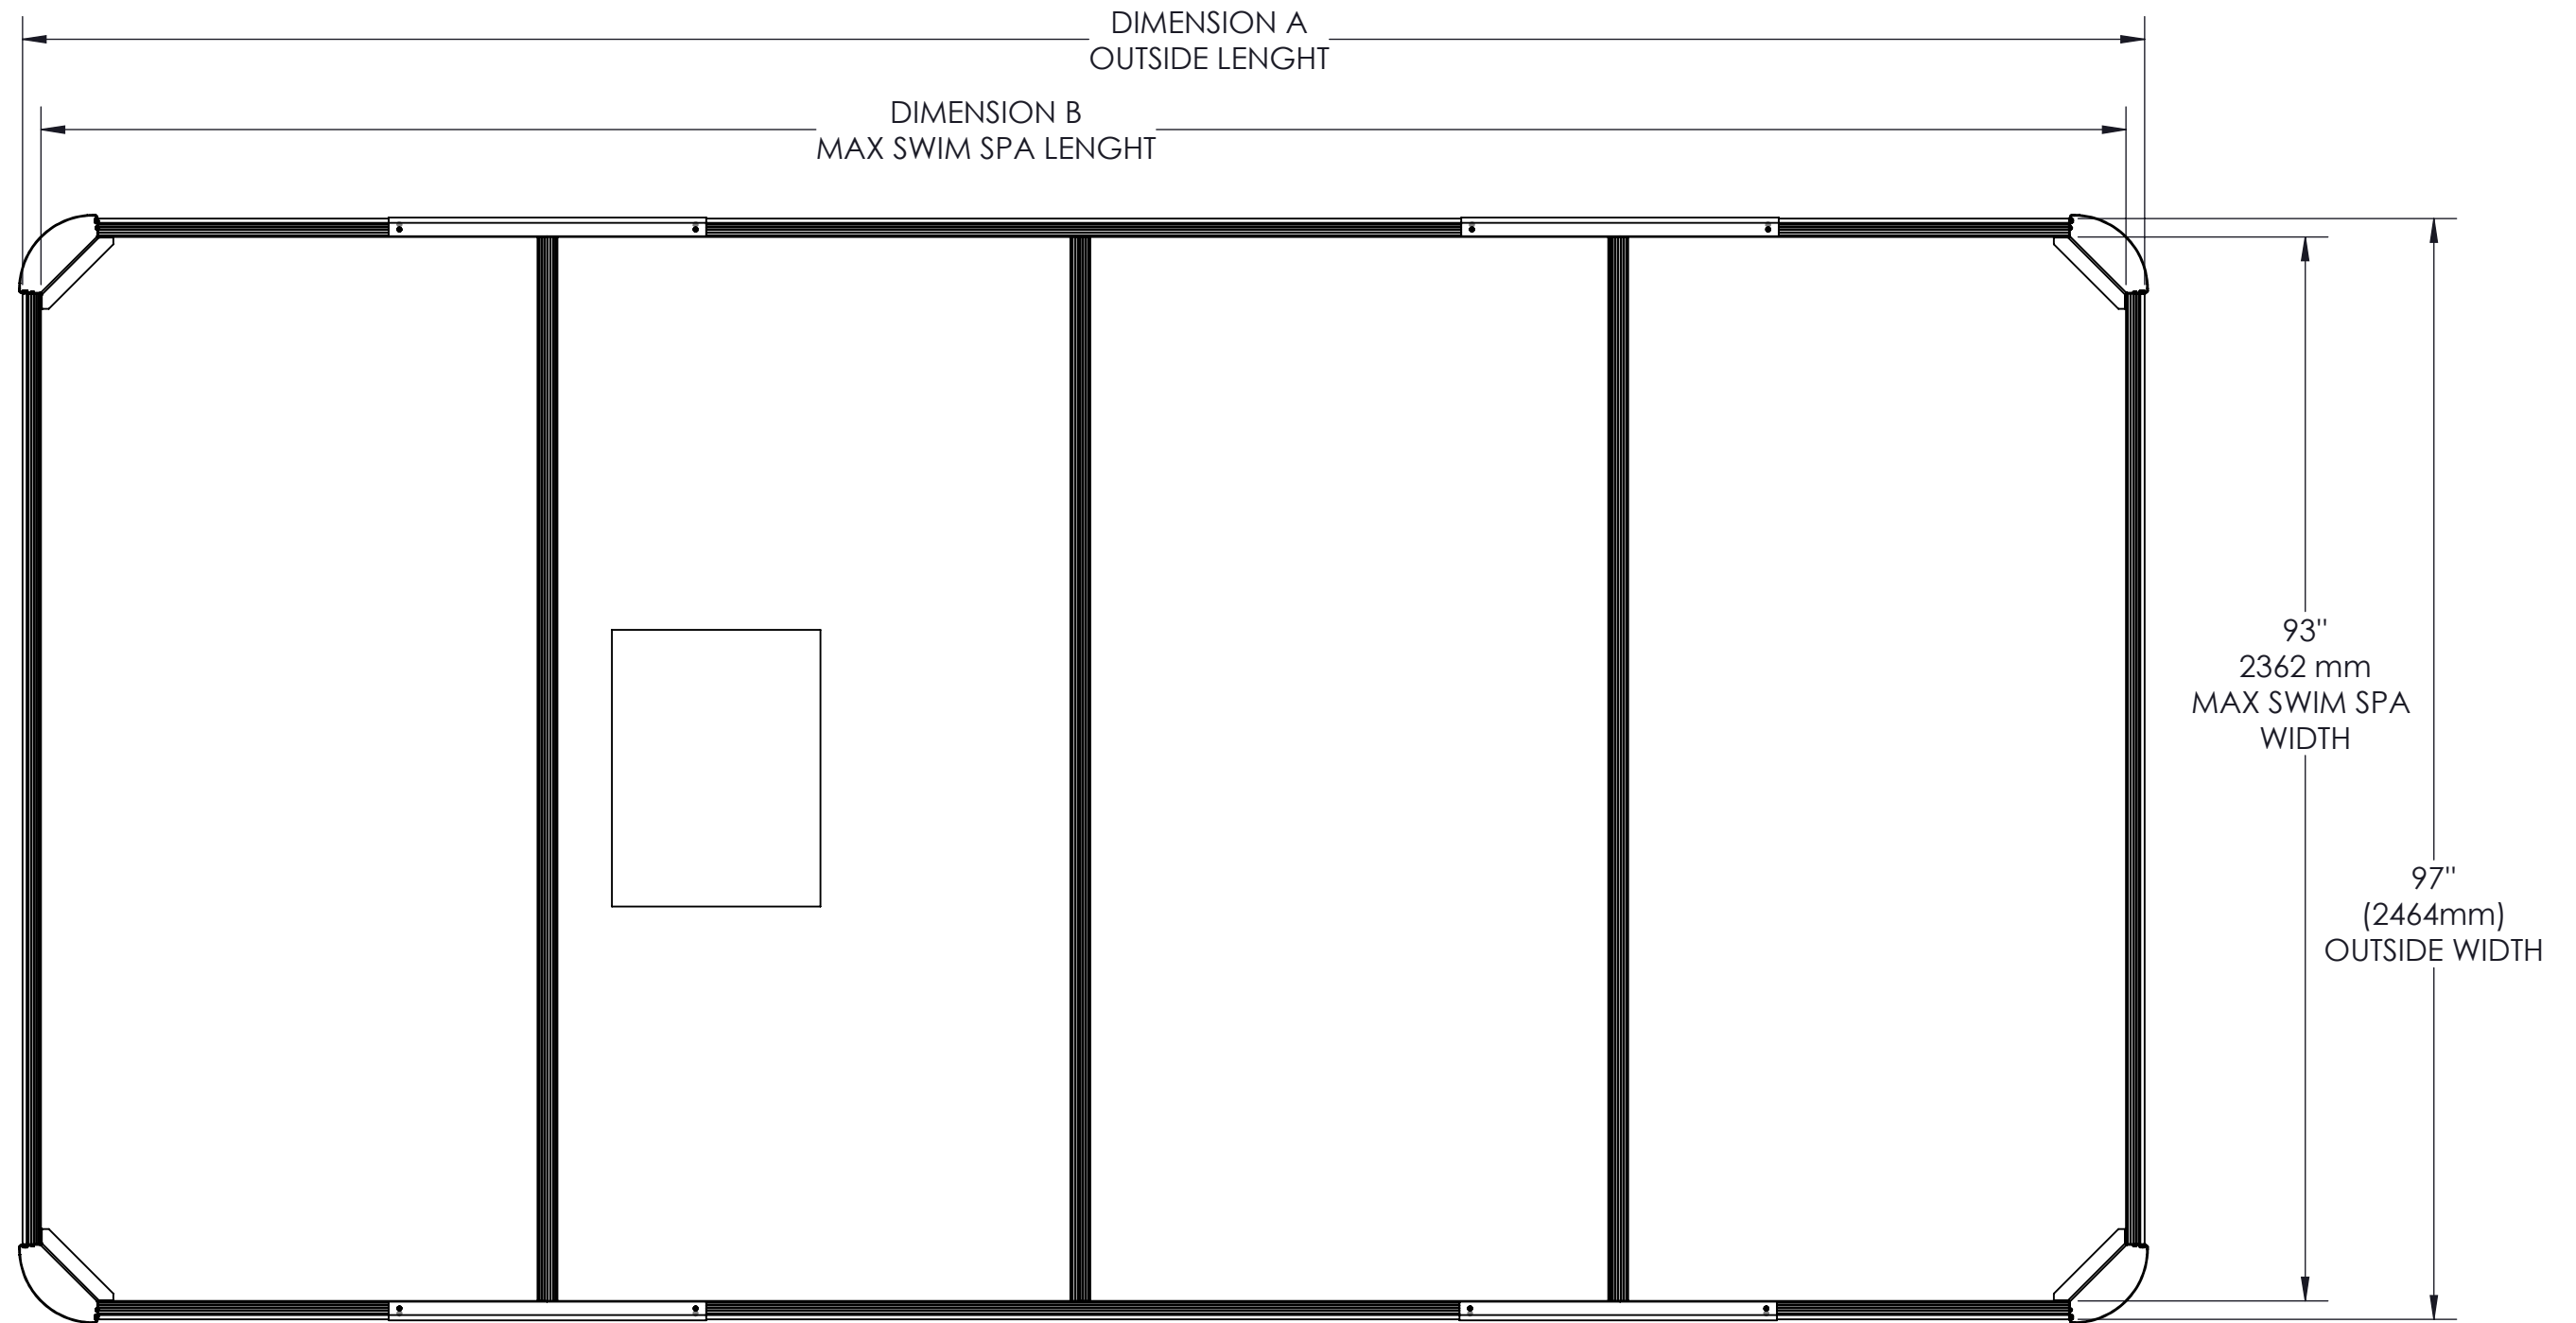 DIMENSION A
OUTSIDE LENGHT
DIMENSION B
MAX SWIM SPA LENGHT
93"
2362 mm
MAX SWIM SPA
WIDTH
97"
(2464mm)
OUTSIDE WIDTH